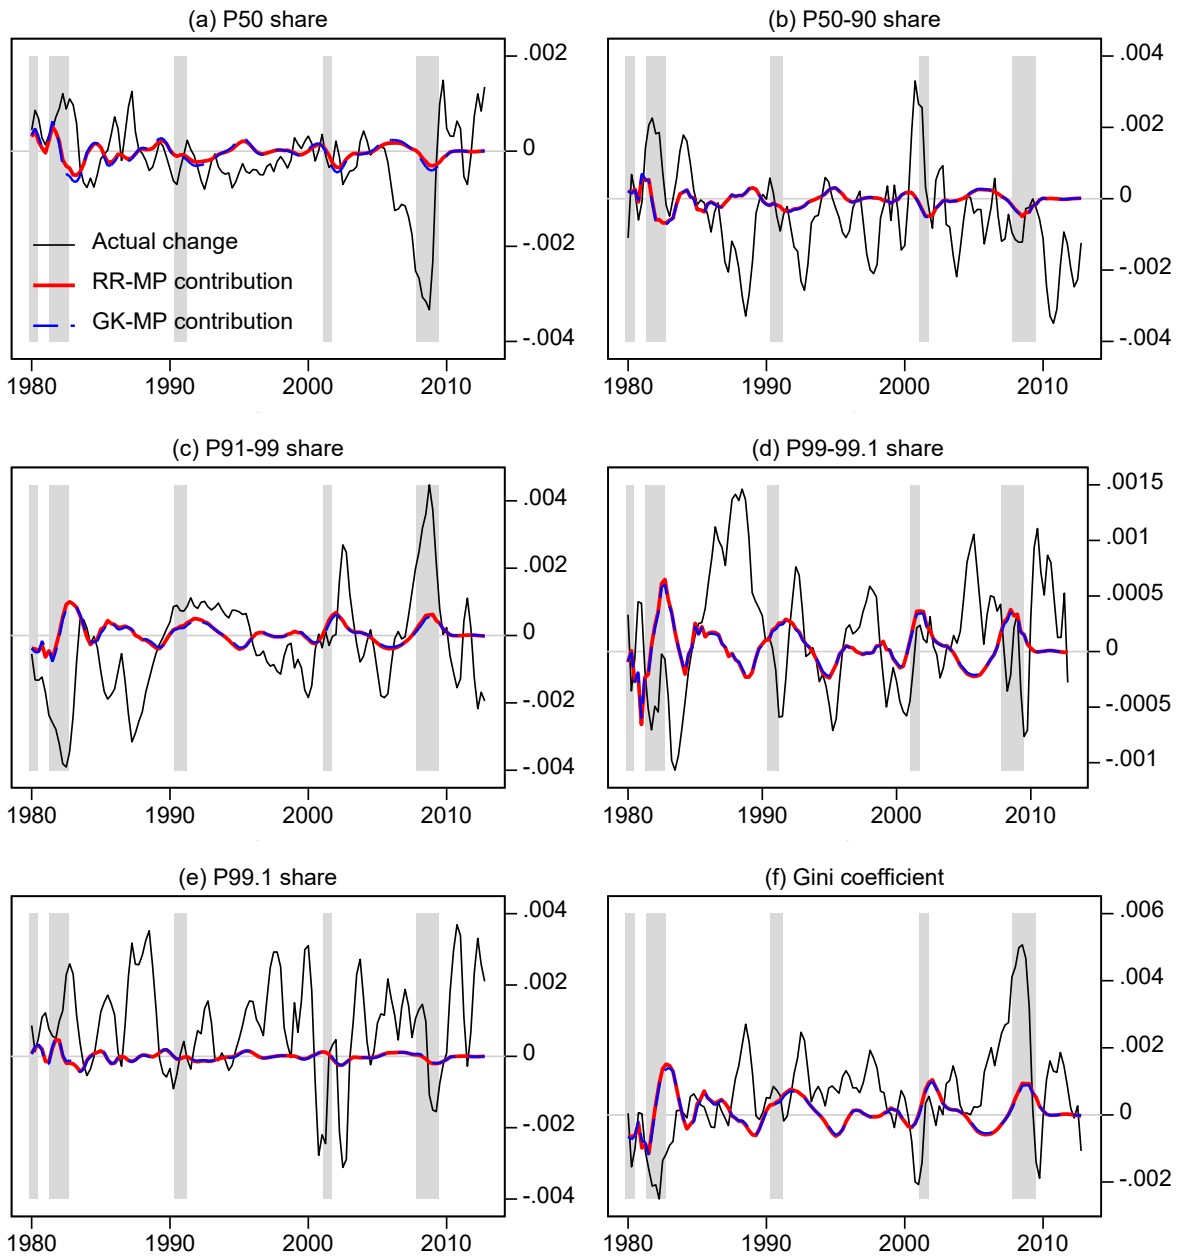 (a) P50 share
.002
0
-.002
-.004
Actual change
RR-MP contribution
GK-MP contribution
1980 1990 2000 2010
(b) P50-90 share
.004
.002
0
-.002
-.004
1980 1990 2000 2010
(c) P91-99 share
.004
.002
0
-.002
-.004
1980 1990 2000 2010
(d) P99-99.1 share
.0015
.001
.0005
0
-.0005
-.001
1980 1990 2000 2010
(e) P99.1 share
.004
.002
0
-.002
-.004
1980 1990 2000 2010
(f) Gini coefficient
.006
.004
.002
0
-.002
1980 1990 2000 2010